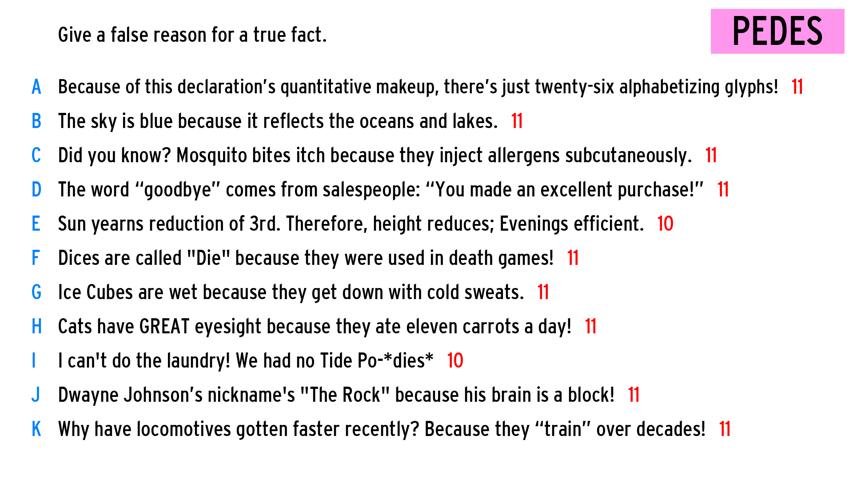 Give a false reason for a true fact.
PEDES
A Because of this declaration’s quantitative makeup, there’s just twenty-six alphabetizing glyphs! 11
B The sky is blue because it reflects the oceans and lakes. 11
C Did you know? Mosquito bites itch because they inject allergens subcutaneously. 11
D The word “goodbye” comes from salespeople: “You made an excellent purchase!” 11
E Sun yearns reduction of 3rd. Therefore, height reduces; Evenings efficient. 10
F Dices are called "Die" because they were used in death games! 11
G Ice Cubes are wet because they get down with cold sweats. 11
H Cats have GREAT eyesight because they ate eleven carrots a day! 11
I I can't do the laundry! We had no Tide Po-*dies* 10
J Dwayne Johnson’s nickname's "The Rock" because his brain is a block! 11
K Why have locomotives gotten faster recently? Because they “train” over decades! 11